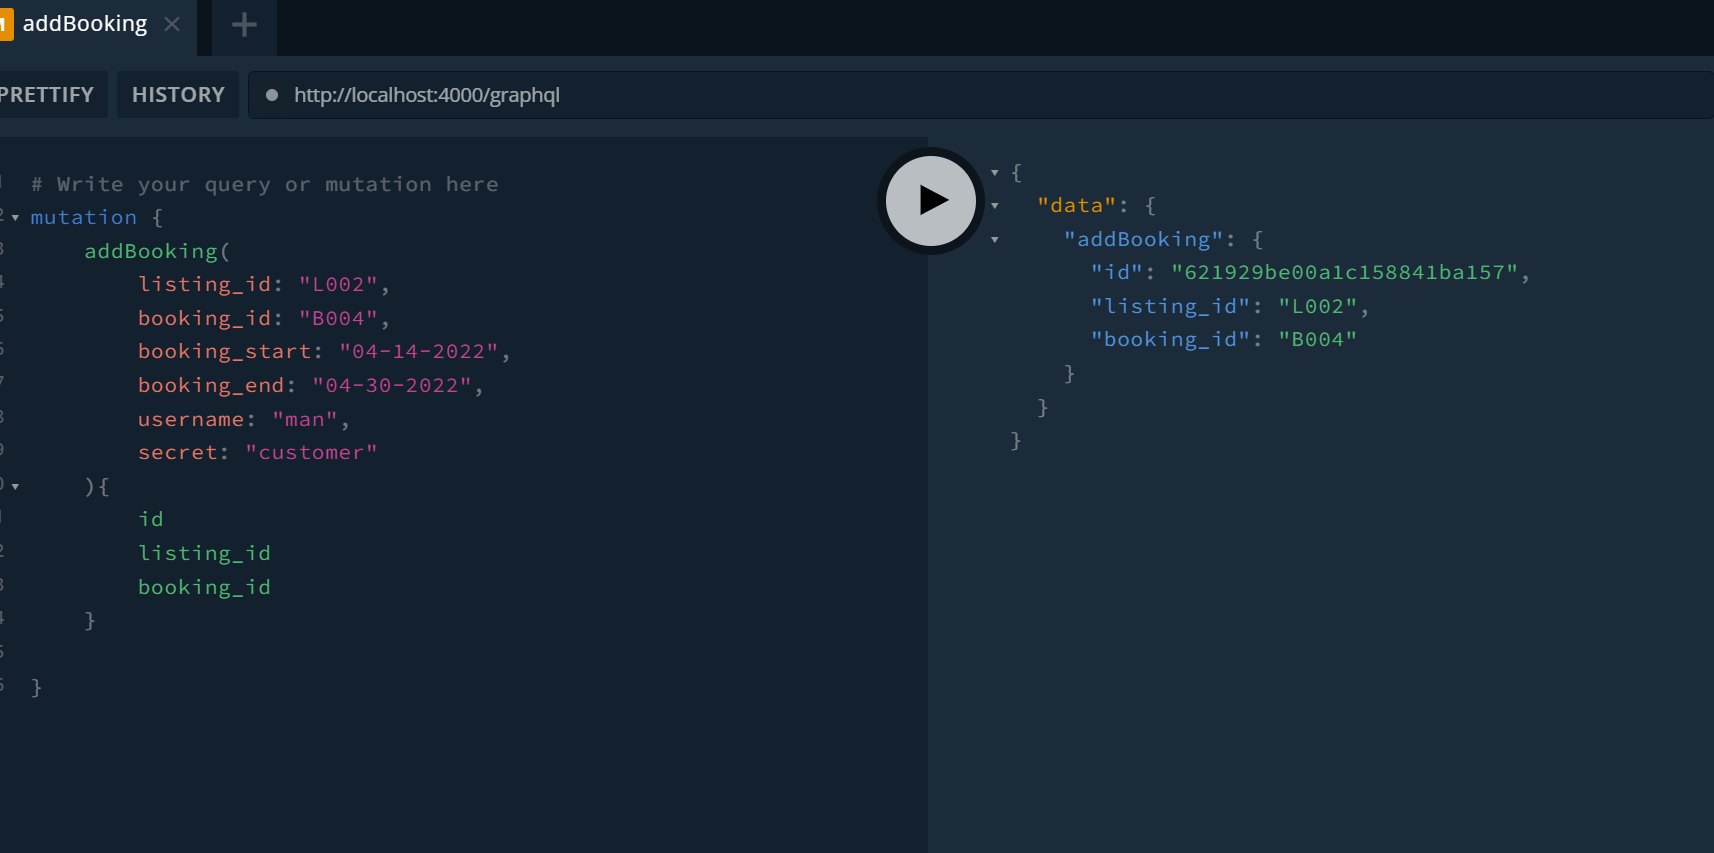 addBooking
PRETTIFY
HISTORY
http://localhost:4000/graphql
# Write your query or mutation here
mutation {
addBooking(
listing_id: "L002",
booking_id: "B004",
booking_start: "04-14-2022",
booking_end: "04-30-2022",
username: "man",
secret: "customer"
){
id
listing_id
booking_id
}
}
{
"data": {
"addBooking": {
"id": "621929be00a1c158841ba157",
"listing_id": "L002",
"booking_id": "B004"
}
}
}